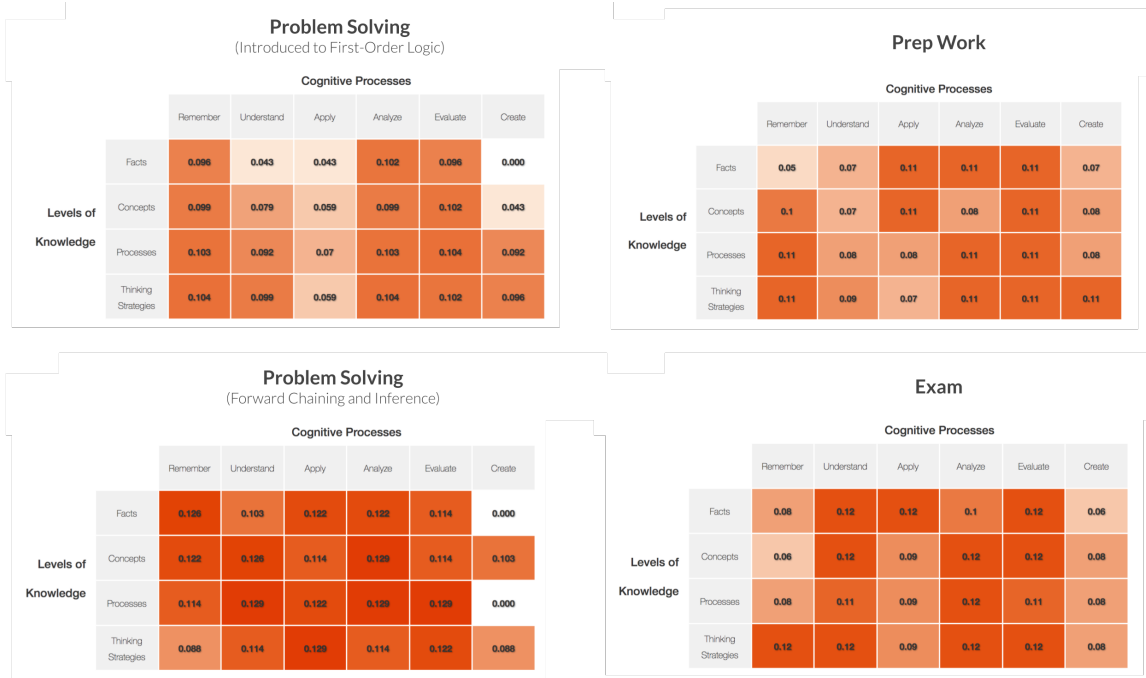 Problem Solving
(Introduced to First-Order Logic)
Cognitive Processes
Remember Understand Apply Analyze Evaluate Create
Levels of
Knowledge
Facts 0.096 0.043 0.043 0.102 0.096 0.000
Concepts 0.099 0.079 0.059 0.099 0.102 0.043
Processes 0.103 0.092 0.07 0.103 0.104 0.092
Thinking
Strategies 0.104 0.099 0.059 0.104 0.102 0.096
Prep Work
Cognitive Processes
Remember Understand Apply Analyze Evaluate Create
Levels of
Knowledge
Facts 0.05 0.07 0.11 0.11 0.11 0.07
Concepts 0.1 0.07 0.11 0.08 0.11 0.08
Processes 0.11 0.08 0.08 0.11 0.11 0.08
Thinking
Strategies 0.11 0.09 0.07 0.11 0.11 0.11
Problem Solving
(Forward Chaining and Inference)
Cognitive Processes
Remember Understand Apply Analyze Evaluate Create
Levels of
Knowledge
Facts 0.126 0.103 0.122 0.122 0.114 0.000
Concepts 0.122 0.126 0.114 0.129 0.114 0.103
Processes 0.114 0.129 0.122 0.129 0.129 0.000
Thinking
Strategies 0.088 0.114 0.129 0.114 0.122 0.088
Exam
Cognitive Processes
Remember Understand Apply Analyze Evaluate Create
Levels of
Knowledge
Facts 0.08 0.12 0.12 0.1 0.12 0.06
Concepts 0.06 0.12 0.09 0.12 0.12 0.08
Processes 0.08 0.11 0.09 0.12 0.11 0.08
Thinking
Strategies 0.12 0.12 0.09 0.12 0.12 0.08